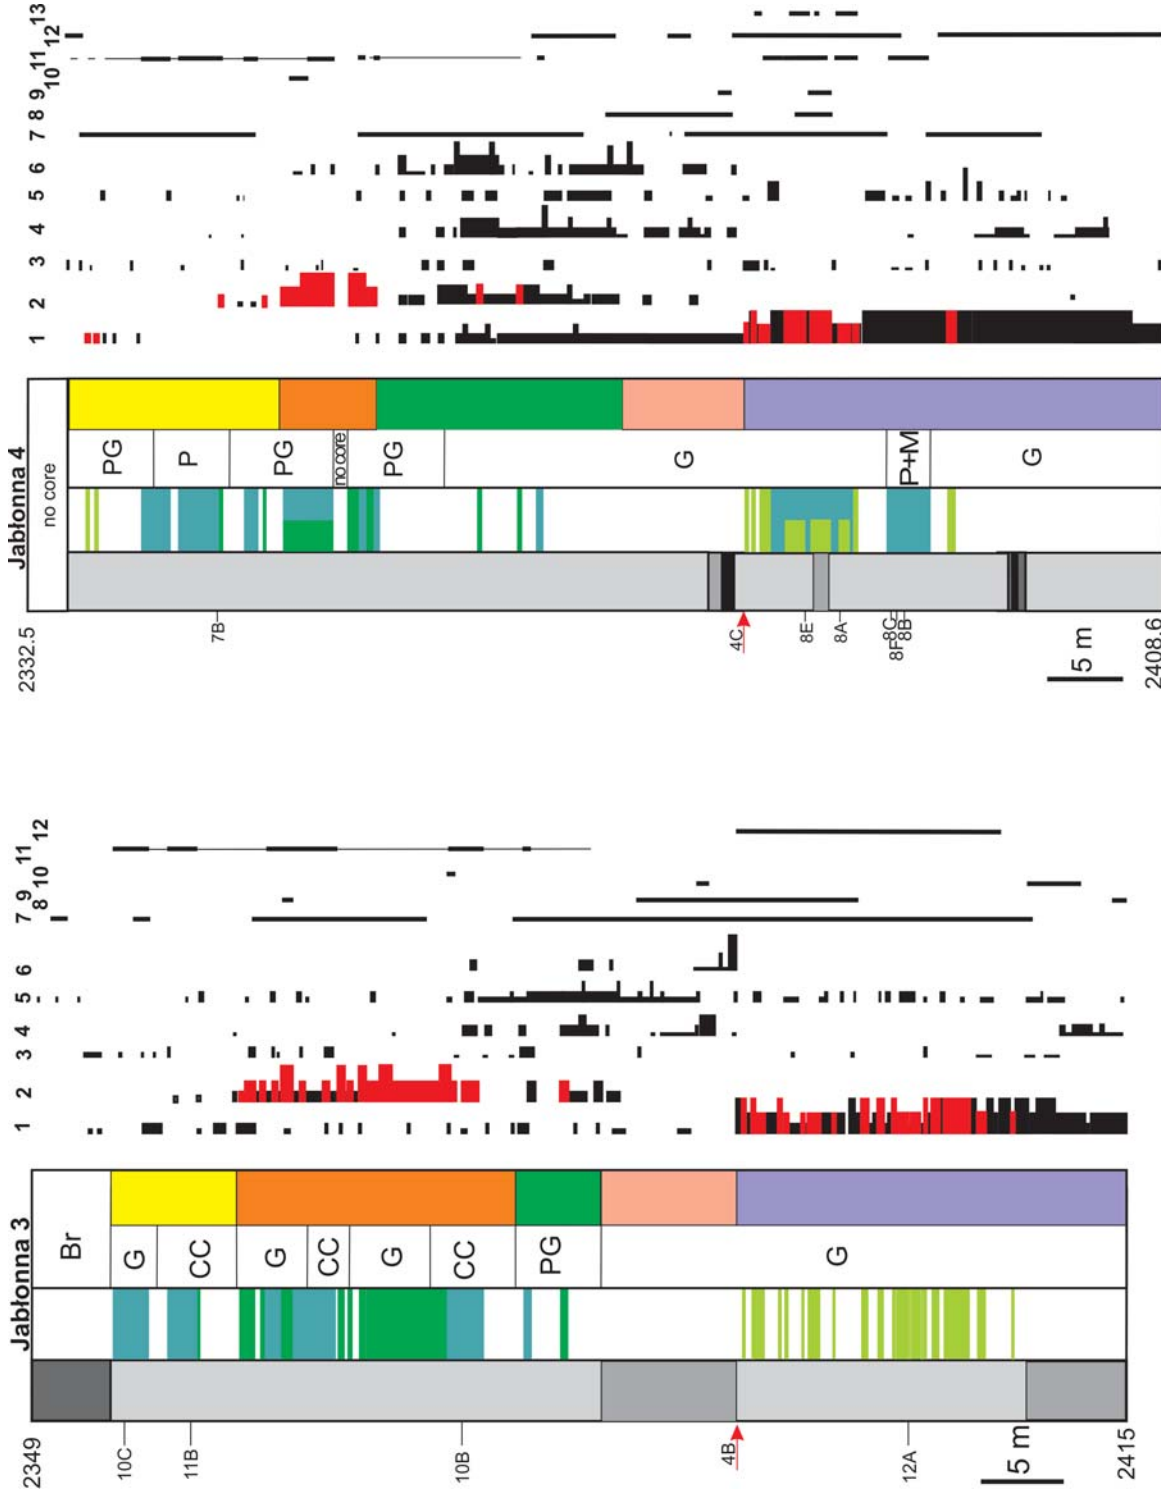 Jabłonna 4
2332.5
no core
PG
P
PG
no core
PG
G
P+M
G
7B
4C
8E
8A
8C
8F
8B
5 m
2408.6
1
2
3
4
5
6
7
8
9
10
11
12
13
Jabłonna 3
2349
Br
G
CC
G
CC
G
CC
PG
G
10C
11B
10B
4B
12A
5 m
2415
1
2
3
4
5
6
7
8
9
10
11
12